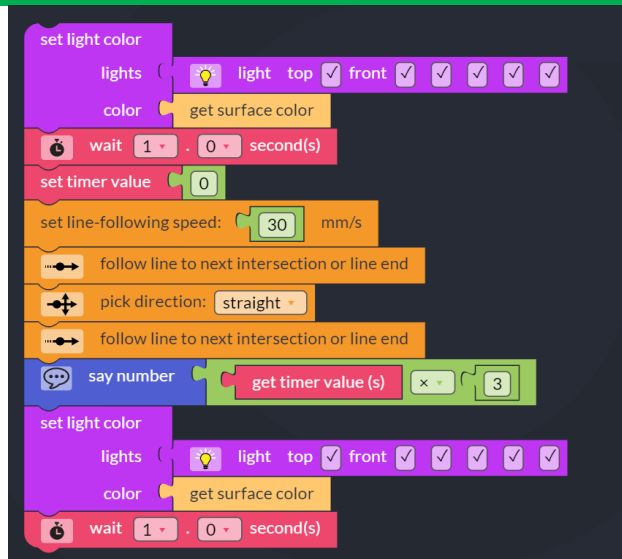 set light color
lights light top front
color get surface color
wait 1 . 0 second(s)
set timer value 0
set line-following speed: 30 mm/s
follow line to next intersection or line end
pick direction: straight
follow line to next intersection or line end
say number get timer value (s) × 3
set light color
lights light top front
color get surface color
wait 1 . 0 second(s)